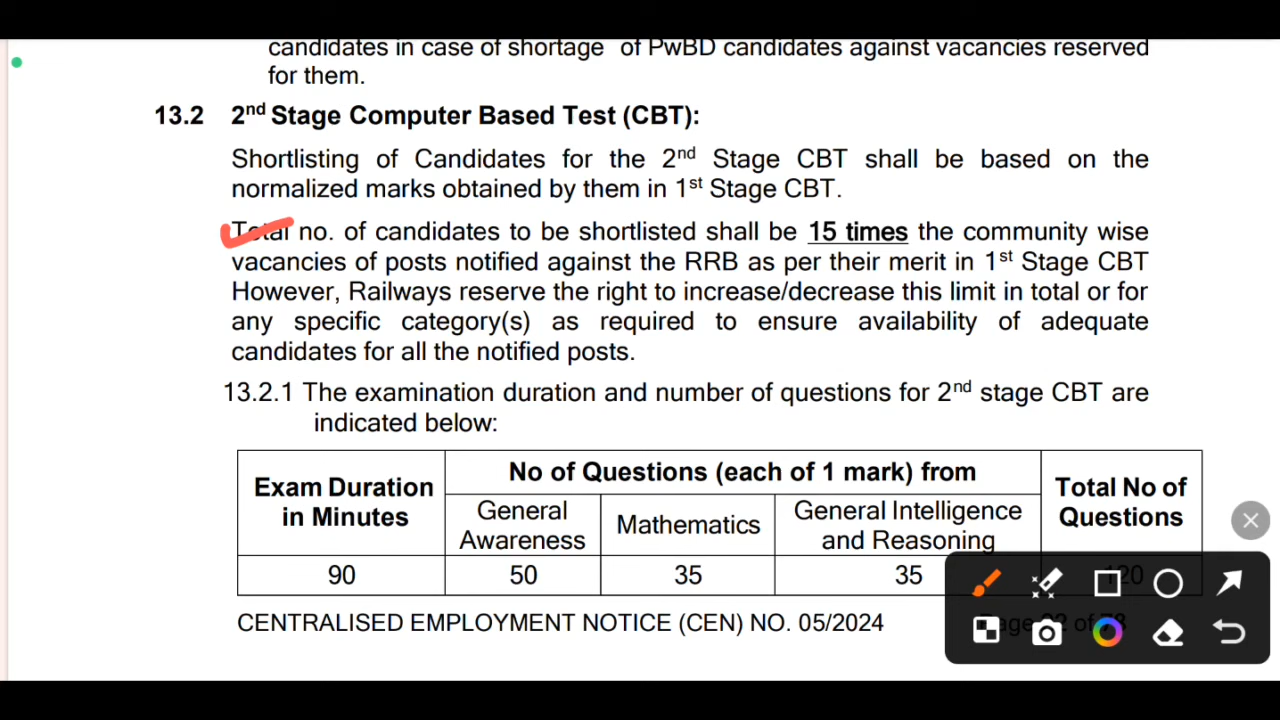 candidates in case of shortage of PwBD candidates against vacancies reserved
for them.
13.2 2nd Stage Computer Based Test (CBT):
Shortlisting of Candidates for the 2nd Stage CBT shall be based on the
normalized marks obtained by them in 1st Stage CBT.
Total no. of candidates to be shortlisted shall be 15 times the community wise
vacancies of posts notified against the RRB as per their merit in 1st Stage CBT
However, Railways reserve the right to increase/decrease this limit in total or for
any specific category(s) as required to ensure availability of adequate
candidates for all the notified posts.
13.2.1 The examination duration and number of questions for 2nd stage CBT are
indicated below:
Exam Duration
in Minutes
No of Questions (each of 1 mark) from
Total No of
Questions
General
Awareness
Mathematics
General Intelligence
and Reasoning
90 50 35 35 120
CENTRALISED EMPLOYMENT NOTICE (CEN) NO. 05/2024